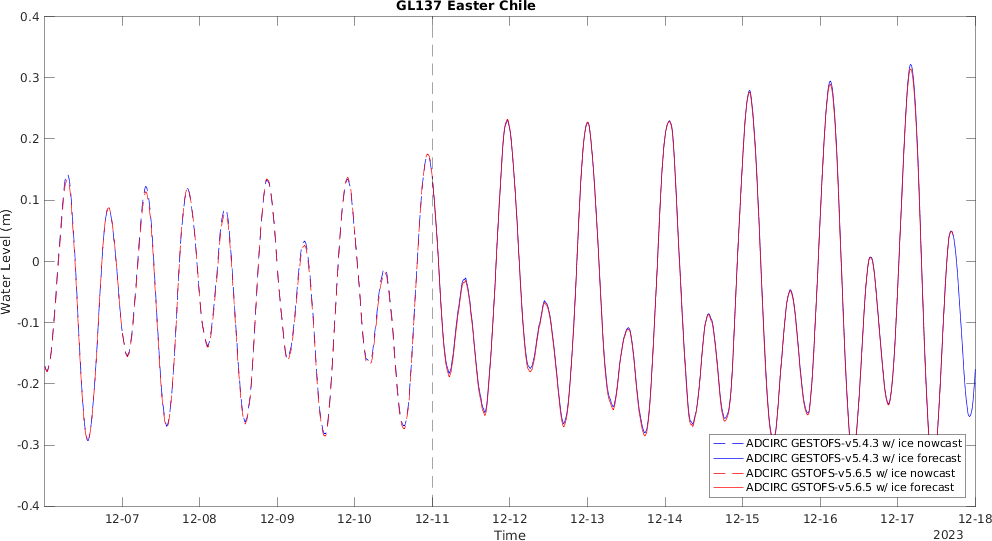 GL137 Easter Chile
0.4
0.3
0.2
0.1
0
-0.1
-0.2
-0.3
-0.4
Water Level (m)
ADCIRC GESTOFS-v5.4.3 w/ ice nowcast
ADCIRC GESTOFS-v5.4.3 w/ ice forecast
ADCIRC GSTOFS-v5.6.5 w/ ice nowcast
ADCIRC GSTOFS-v5.6.5 w/ ice forecast
12-07 12-08 12-09 12-10 12-11 12-12 12-13 12-14 12-15 12-16 12-17 12-18
Time
2023